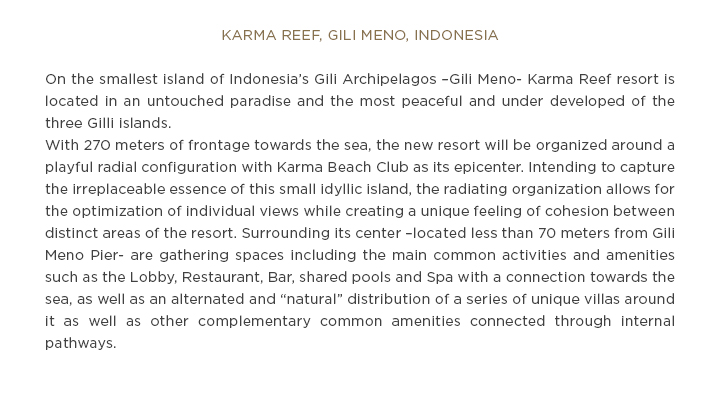 KARMA REEF, GILI MENO, INDONESIA
On the smallest island of Indonesia's Gili Archipelagos –Gili Meno- Karma Reef resort is
located in an untouched paradise and the most peaceful and under developed of the
three Gilli islands.
With 270 meters of frontage towards the sea, the new resort will be organized around a
playful radial configuration with Karma Beach Club as its epicenter. Intending to capture
the irreplaceable essence of this small idyllic island, the radiating organization allows for
the optimization of individual views while creating a unique feeling of cohesion between
distinct areas of the resort. Surrounding its center –located less than 70 meters from Gili
Meno Pier- are gathering spaces including the main common activities and amenities
such as the Lobby, Restaurant, Bar, shared pools and Spa with a connection towards the
sea, as well as an alternated and “natural” distribution of a series of unique villas around
it as well as other complementary common amenities connected through internal
pathways.